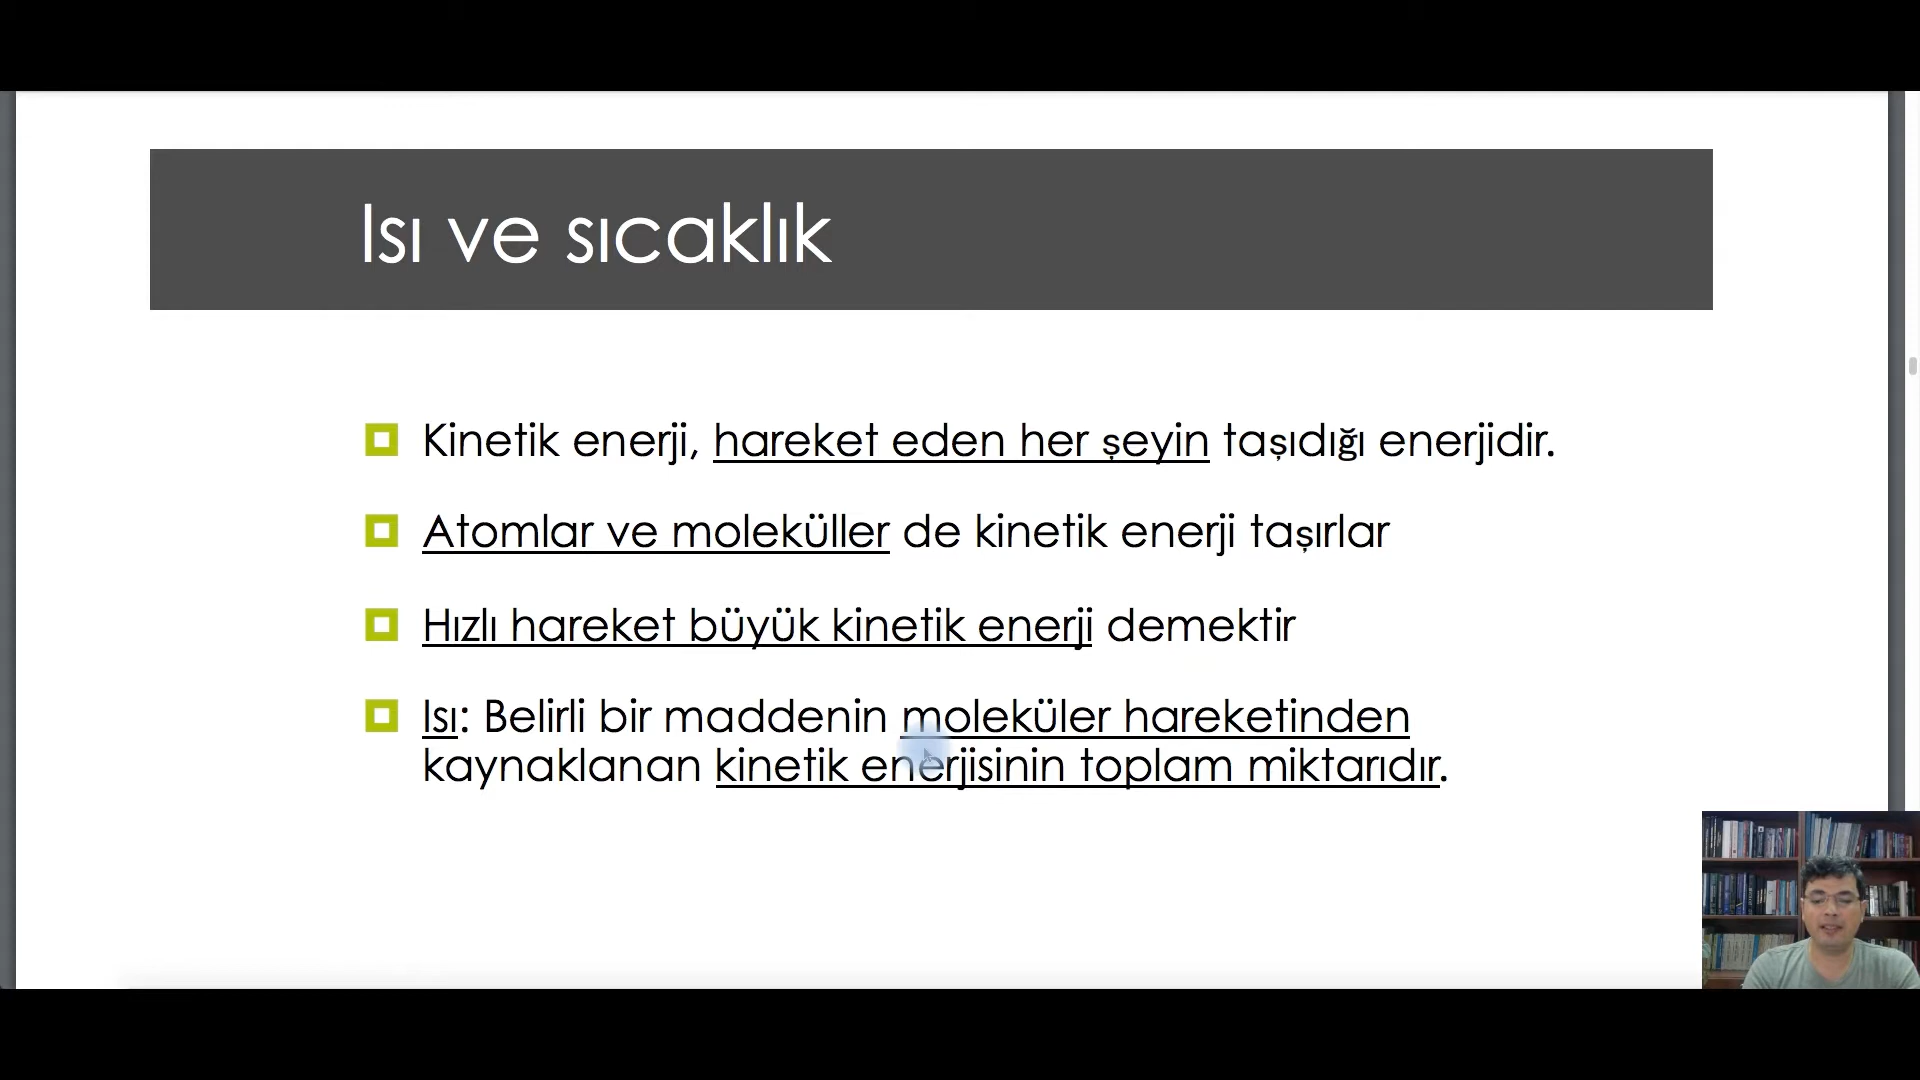 Isı ve sıcaklık
Kinetik enerji, hareket eden her şeyin taşıdığı enerjidir.
Atomlar ve moleküller de kinetik enerji taşırlar
Hızlı hareket büyük kinetik enerji demektir
Isı: Belirli bir maddenin moleküler hareketinden
kaynaklanan kinetik enerjisinin toplam miktarıdır.